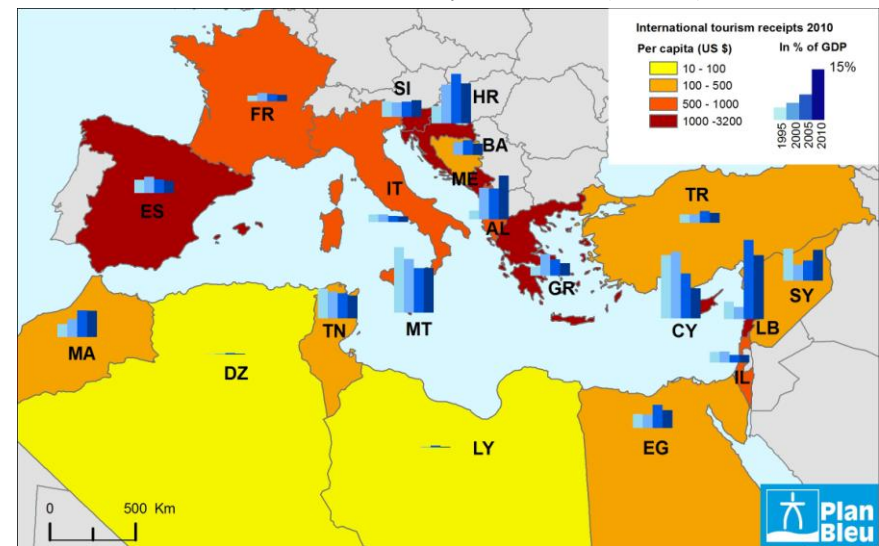 International tourism receipts 2010
Per capita (US $)
In % of GDP
10 - 100
100 - 500
500 - 1000
1000 -3200
15%
1995
2000
2005
2010
SI
HR
FR
BA
ME
IT
TR
ES
AL
GR
SY
CY
LB
MA
TN
MT
DZ
IL
LY
EG
0 500 Km
Plan
Bleu